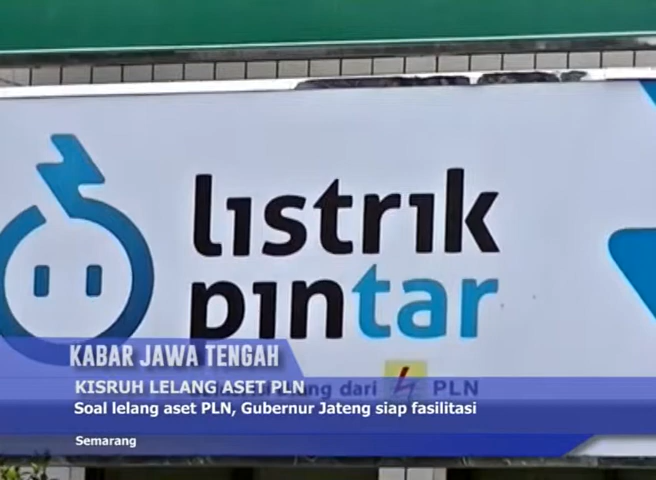 listrik
pintar
KABAR JAWA TENGAH
KISRUH LELANG ASET PLN
dari PLN
Soal lelang aset PLN, Gubernur Jateng siap fasilitasi
Semarang